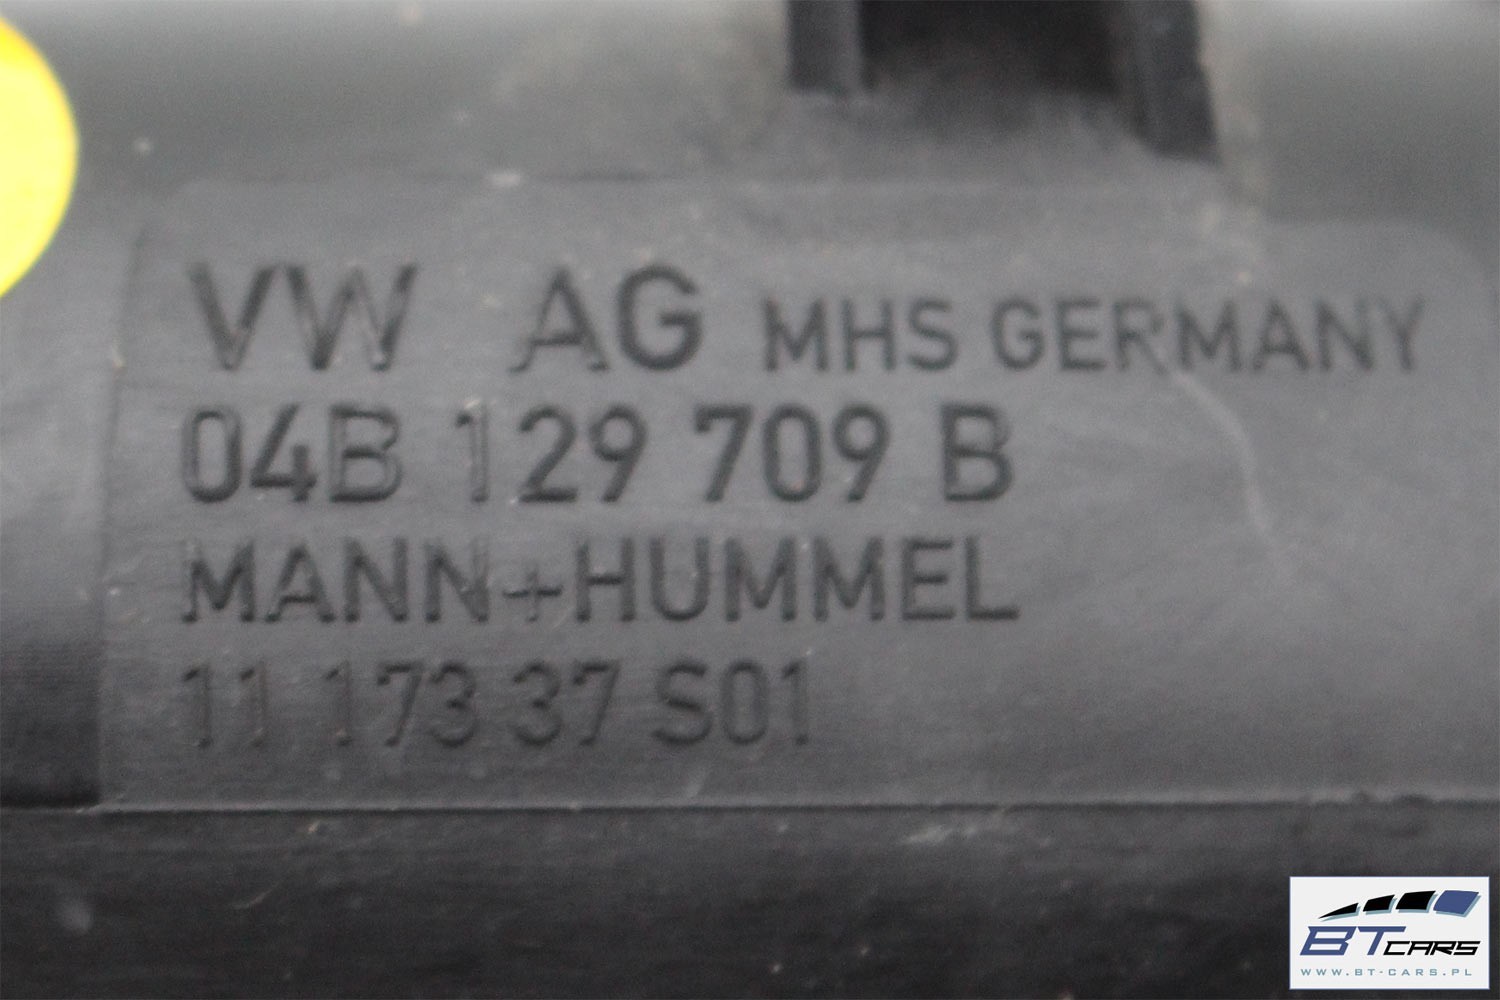 VW AG MHS GERMANY
04B 129 709 B
MANN+HUMMEL
11 173 37 S01
BT CARS
WWW.BT-CARS.PL